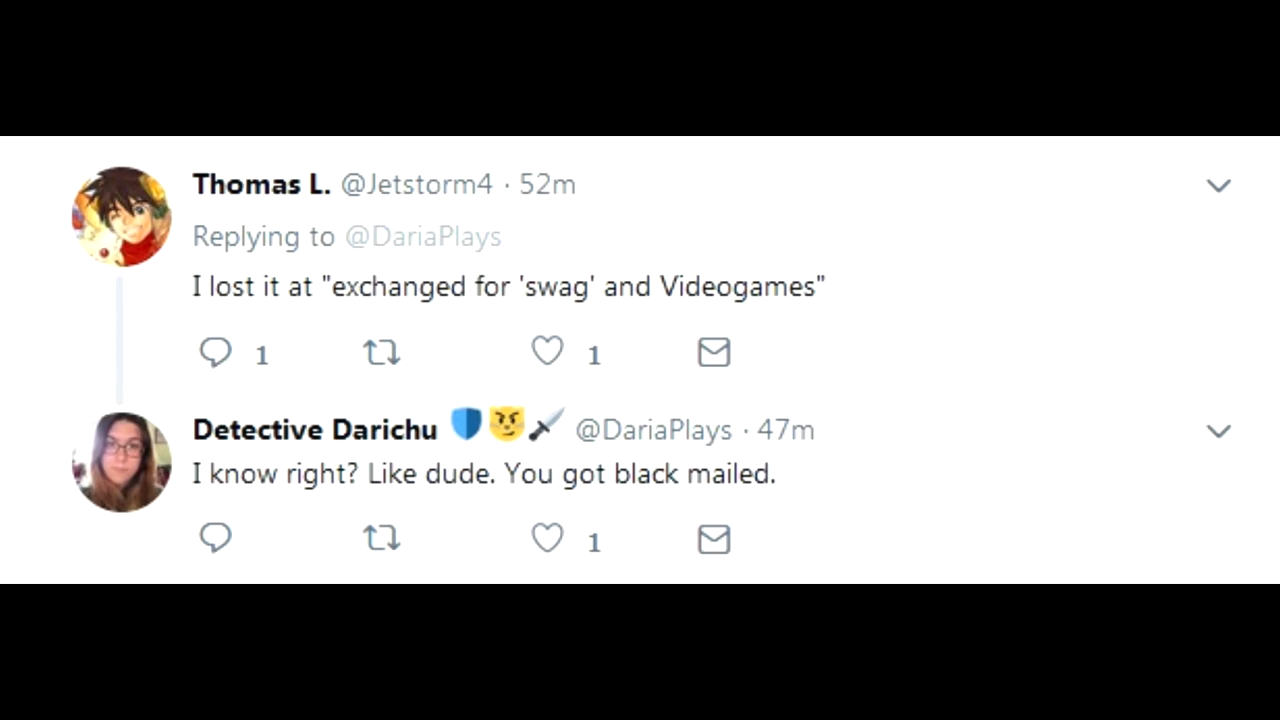 Thomas L. @Jetstorm4 · 52m
Replying to @DariaPlays
I lost it at "exchanged for 'swag' and Videogames"
1 1
Detective Darichu 🛡️😼🗡️ @DariaPlays · 47m
I know right? Like dude. You got black mailed.
1